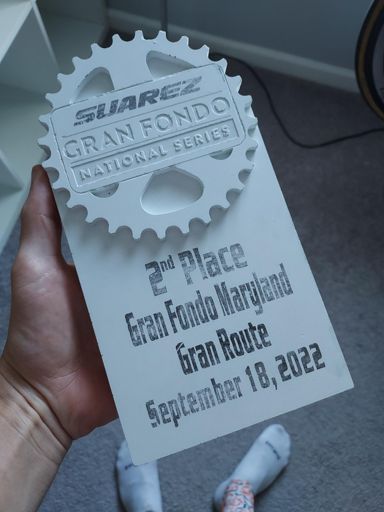 SUAREZ
GRAN FONDO
NATIONAL SERIES
2nd Place
Gran Fondo Maryland
Gran Route
September 18, 2022